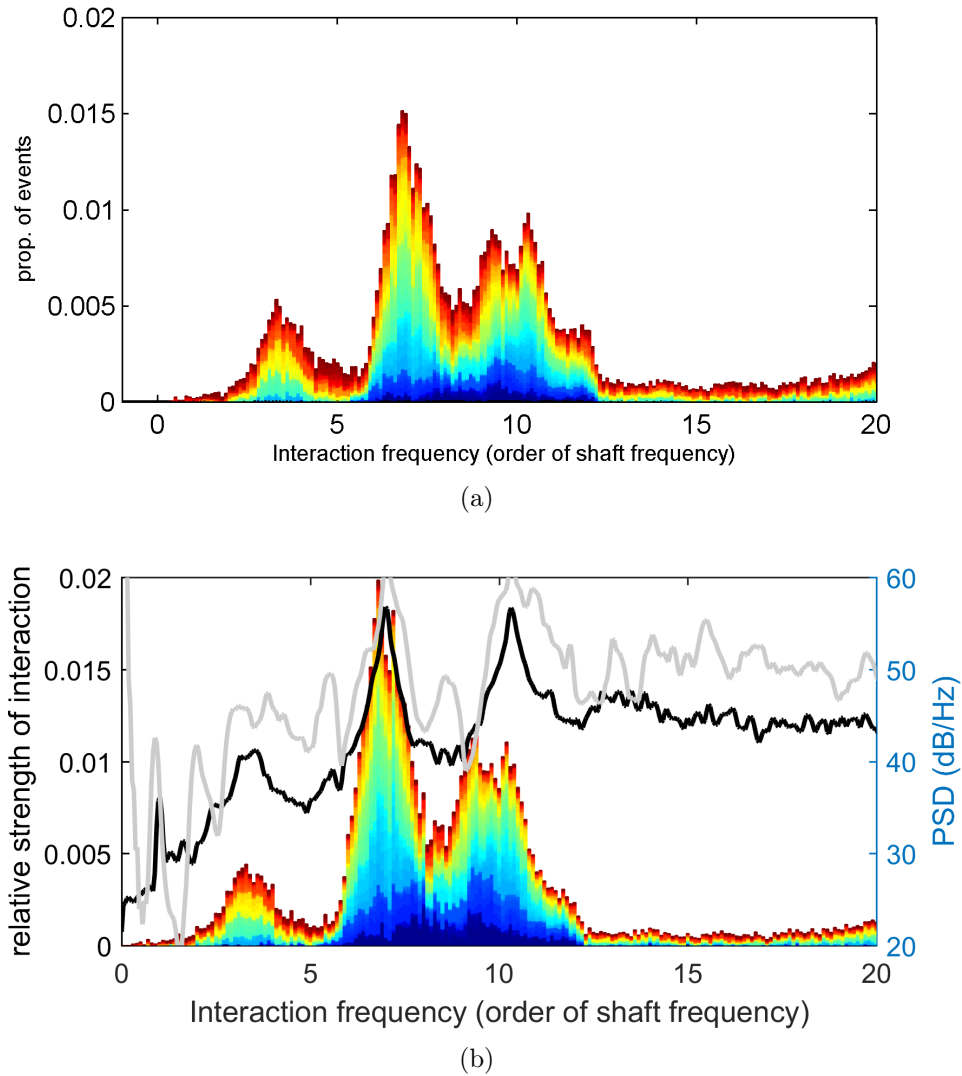 0.02
0.015
0.01
0.005
0
prop. of events
0 5 10 15 20
Interaction frequency (order of shaft frequency)
(a)
0.02
0.015
0.01
0.005
0
relative strength of interaction
60
50
40
30
20
PSD (dB/Hz)
0 5 10 15 20
Interaction frequency (order of shaft frequency)
(b)